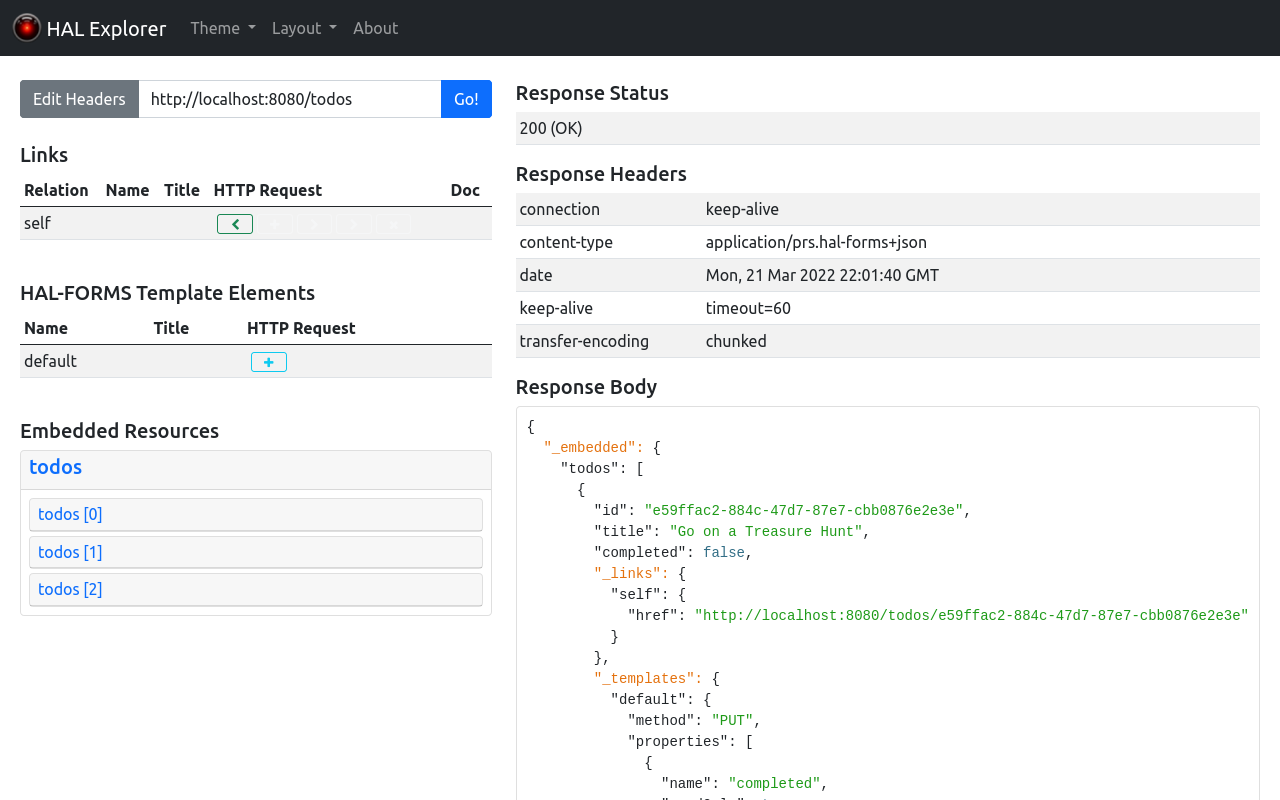 HAL Explorer Theme Layout About
Edit Headers http://localhost:8080/todos Go!
Links
Relation Name Title HTTP Request Doc
self
HAL-FORMS Template Elements
Name Title HTTP Request
default
Embedded Resources
todos
todos [0]
todos [1]
todos [2]
Response Status
200 (OK)
Response Headers
connection keep-alive
content-type application/prs.hal-forms+json
date Mon, 21 Mar 2022 22:01:40 GMT
keep-alive timeout=60
transfer-encoding chunked
Response Body
{
"_embedded": {
"todos": [
{
"id": "e59ffac2-884c-47d7-87e7-cbb0876e2e3e",
"title": "Go on a Treasure Hunt",
"completed": false,
"_links": {
"self": {
"href": "http://localhost:8080/todos/e59ffac2-884c-47d7-87e7-cbb0876e2e3e"
}
},
"_templates": {
"default": {
"method": "PUT",
"properties": [
{
"name": "completed",